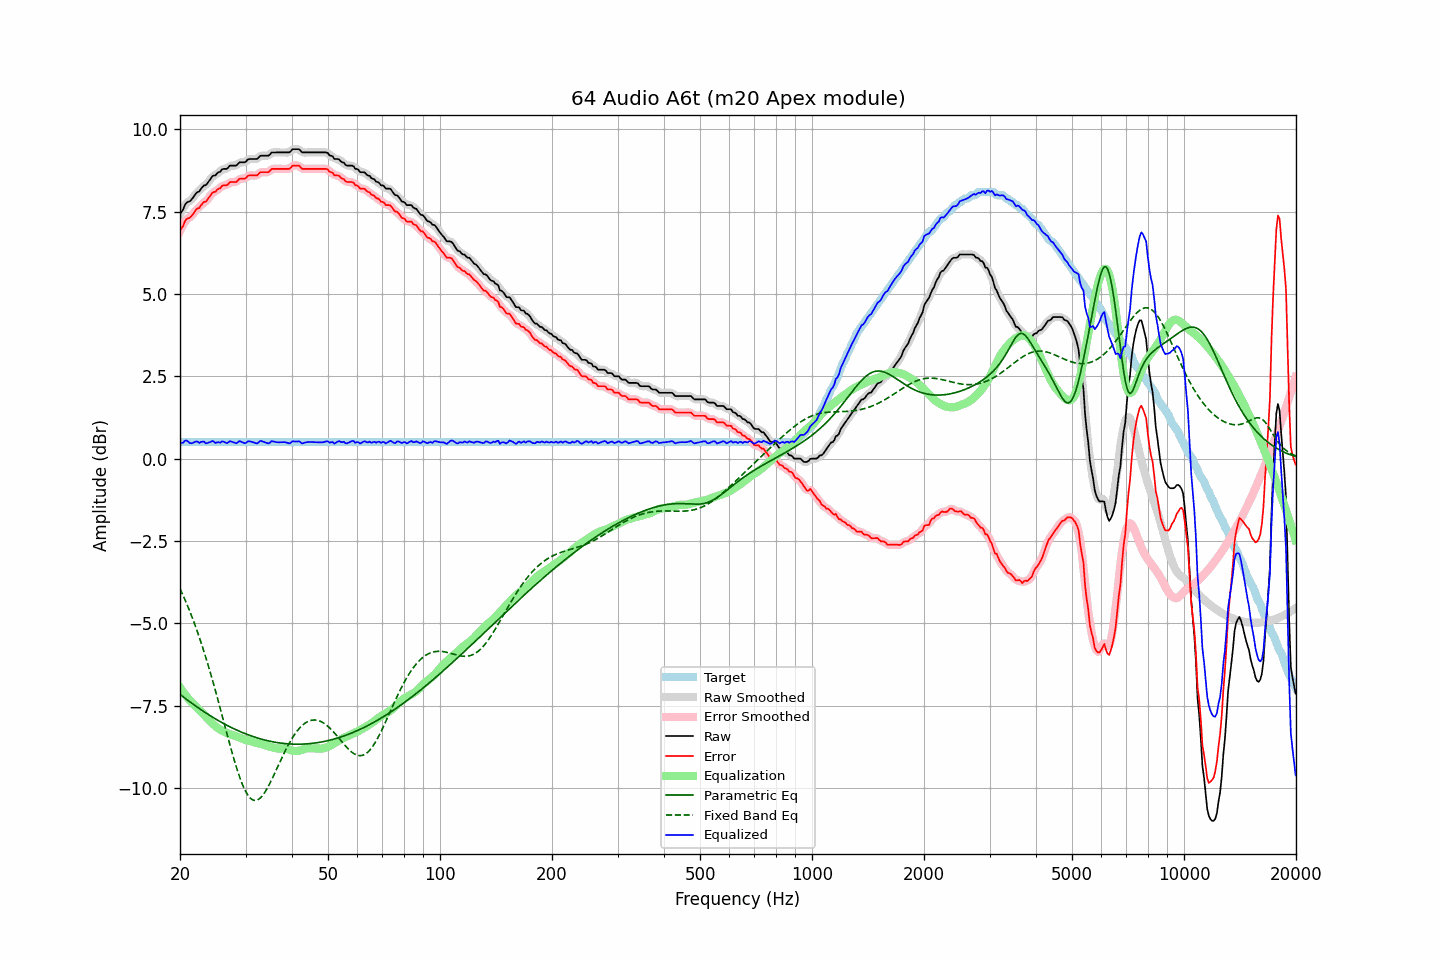 64 Audio A6t (m20 Apex module)
10.0
7.5
5.0
2.5
0.0
−2.5
−5.0
−7.5
−10.0
Amplitude (dBr)
Target
Raw Smoothed
Error Smoothed
Raw
Error
Equalization
Parametric Eq
Fixed Band Eq
Equalized
20 50 100 200 500 1000 2000 5000 10000 20000
Frequency (Hz)